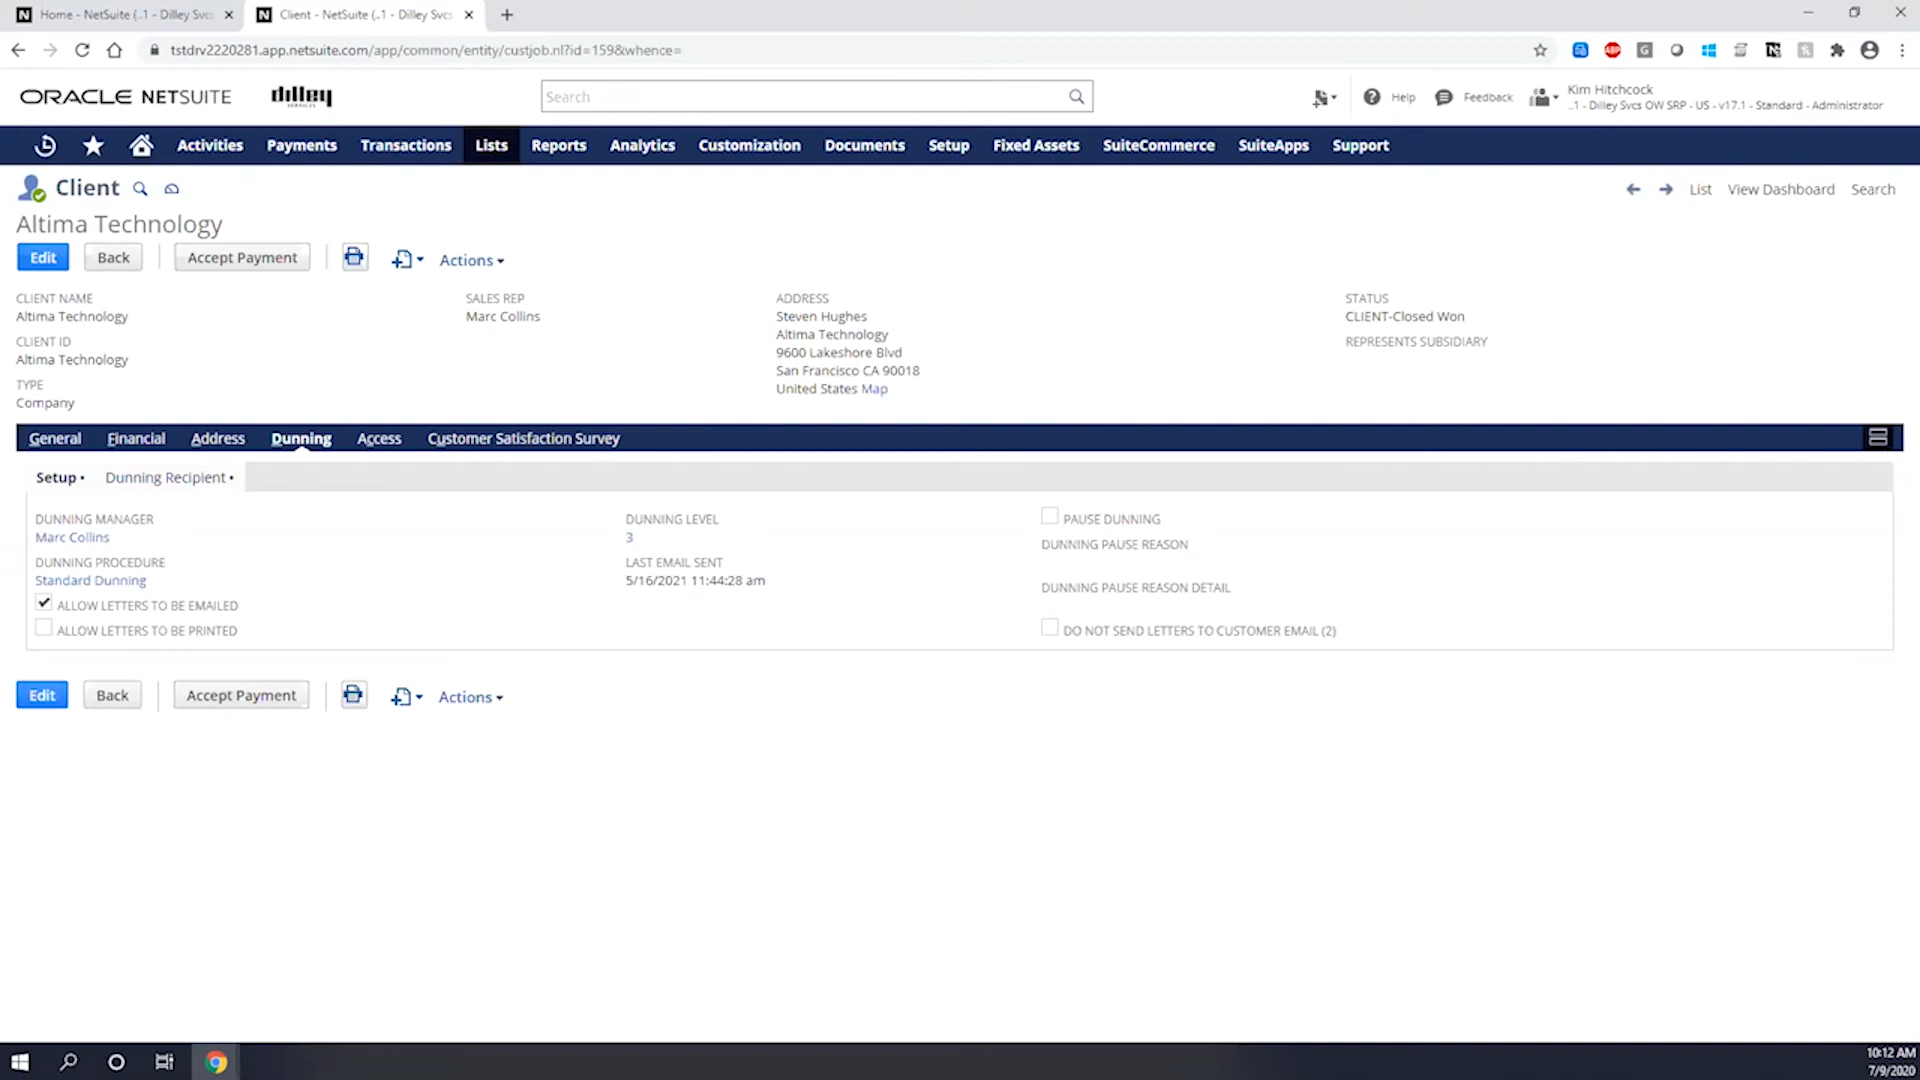 Home - NetSuite (..1 - Dilley Svcs
Client - NetSuite (..1 - Dilley Svcs
tstdrv2220281.app.netsuite.com/app/common/entity/custjob.nl?id=159&whence=
ORACLE NETSUITE
dilley
SERVICES
Search
Help
Feedback
Kim Hitchcock
..1 - Dilley Svcs OW SRP - US - v17.1 - Standard - Administrator
Activities Payments Transactions Lists Reports Analytics Customization Documents Setup Fixed Assets SuiteCommerce SuiteApps Support
Client
List View Dashboard Search
Altima Technology
Edit Back Accept Payment Actions
CLIENT NAME
Altima Technology
CLIENT ID
Altima Technology
TYPE
Company
SALES REP
Marc Collins
ADDRESS
Steven Hughes
Altima Technology
9600 Lakeshore Blvd
San Francisco CA 90018
United States Map
STATUS
CLIENT-Closed Won
REPRESENTS SUBSIDIARY
General Financial Address Dunning Access Customer Satisfaction Survey
Setup • Dunning Recipient •
DUNNING MANAGER
Marc Collins
DUNNING PROCEDURE
Standard Dunning
ALLOW LETTERS TO BE EMAILED
ALLOW LETTERS TO BE PRINTED
DUNNING LEVEL
3
LAST EMAIL SENT
5/16/2021 11:44:28 am
PAUSE DUNNING
DUNNING PAUSE REASON
DUNNING PAUSE REASON DETAIL
DO NOT SEND LETTERS TO CUSTOMER EMAIL (2)
Edit Back Accept Payment Actions
10:12 AM
7/9/2020